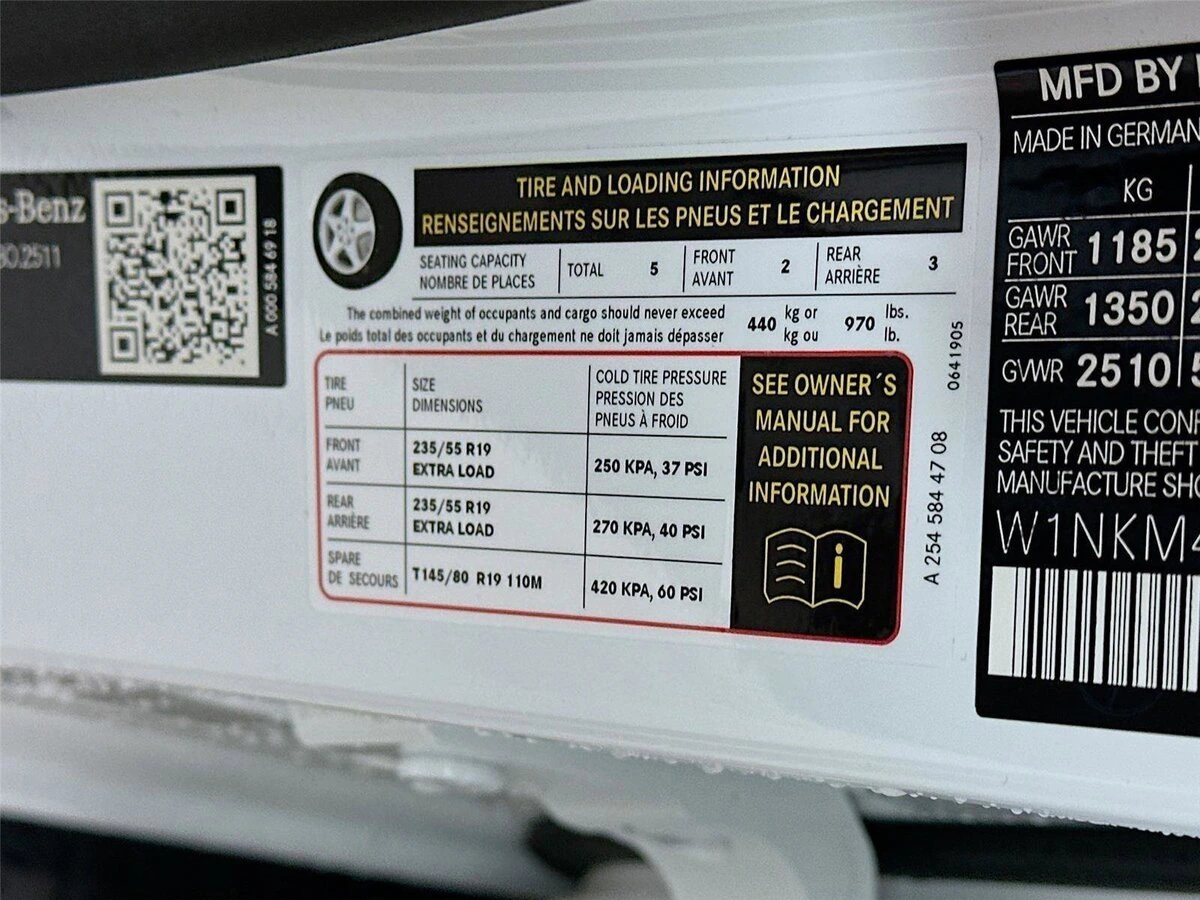 s-Benz
A 000 584 69 18
TIRE AND LOADING INFORMATION
RENSEIGNEMENTS SUR LES PNEUS ET LE CHARGEMENT
SEATING CAPACITY
NOMBRE DE PLACES
TOTAL 5
FRONT
AVANT
2
REAR
ARRIÈRE
3
The combined weight of occupants and cargo should never exceed
Le poids total des occupants et du chargement ne doit jamais dépasser
440
kg or
kg ou
970
lbs.
lb.
TIRE
PNEU
SIZE
DIMENSIONS
COLD TIRE PRESSURE
PRESSION DES
PNEUS À FROID
FRONT
AVANT
235/55 R19
EXTRA LOAD
250 KPA, 37 PSI
REAR
ARRIÈRE
235/55 R19
EXTRA LOAD
270 KPA, 40 PSI
SPARE
DE SECOURS
T145/80 R19 110M
420 KPA, 60 PSI
SEE OWNER´S
MANUAL FOR
ADDITIONAL
INFORMATION
i
0641905
A 254 584 47 08
MFD BY
MADE IN GERMAN
KG
GAWR
FRONT
1185
GAWR
REAR
1350
GVWR 2510
THIS VEHICLE CONF
SAFETY AND THEFT
MANUFACTURE SHO
W1NKM4